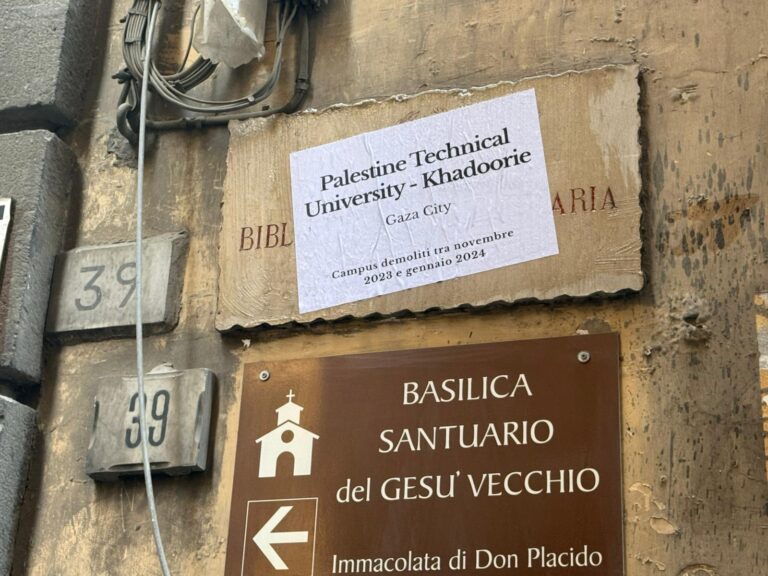 Palestine Technical
University - Khadoorie
Gaza City
BIBL ARIA
Campus demoliti tra novembre
2023 e gennaio 2024
39
39
BASILICA
SANTUARIO
del GESU' VECCHIO
Immacolata di Don Placido